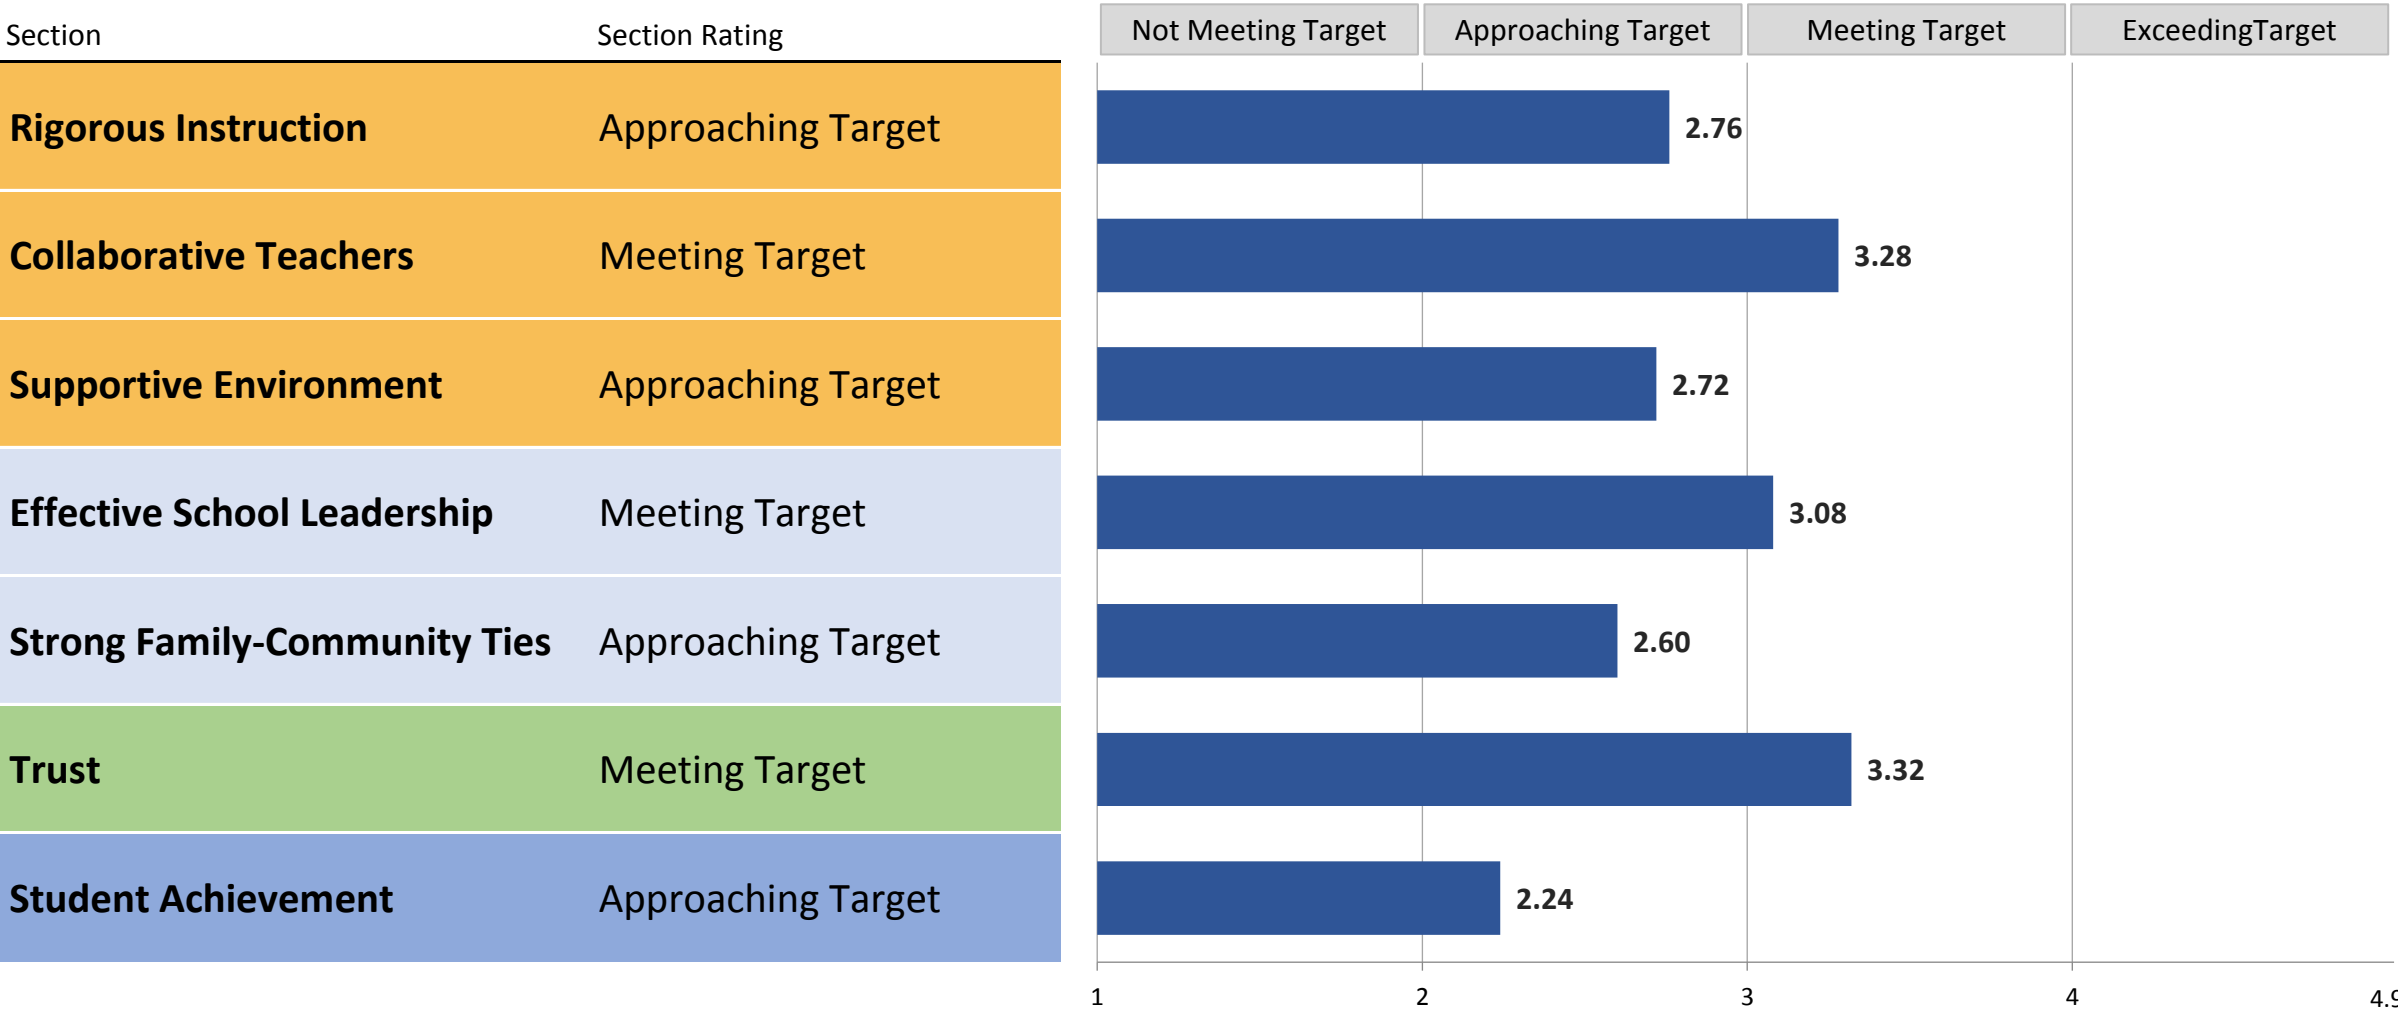 Section Section Rating Not Meeting Target Approaching Target Meeting Target ExceedingTarget
Rigorous Instruction Approaching Target 2.76
Collaborative Teachers Meeting Target 3.28
Supportive Environment Approaching Target 2.72
Effective School Leadership Meeting Target 3.08
Strong Family-Community Ties Approaching Target 2.60
Trust Meeting Target 3.32
Student Achievement Approaching Target 2.24
1 2 3 4 4.9